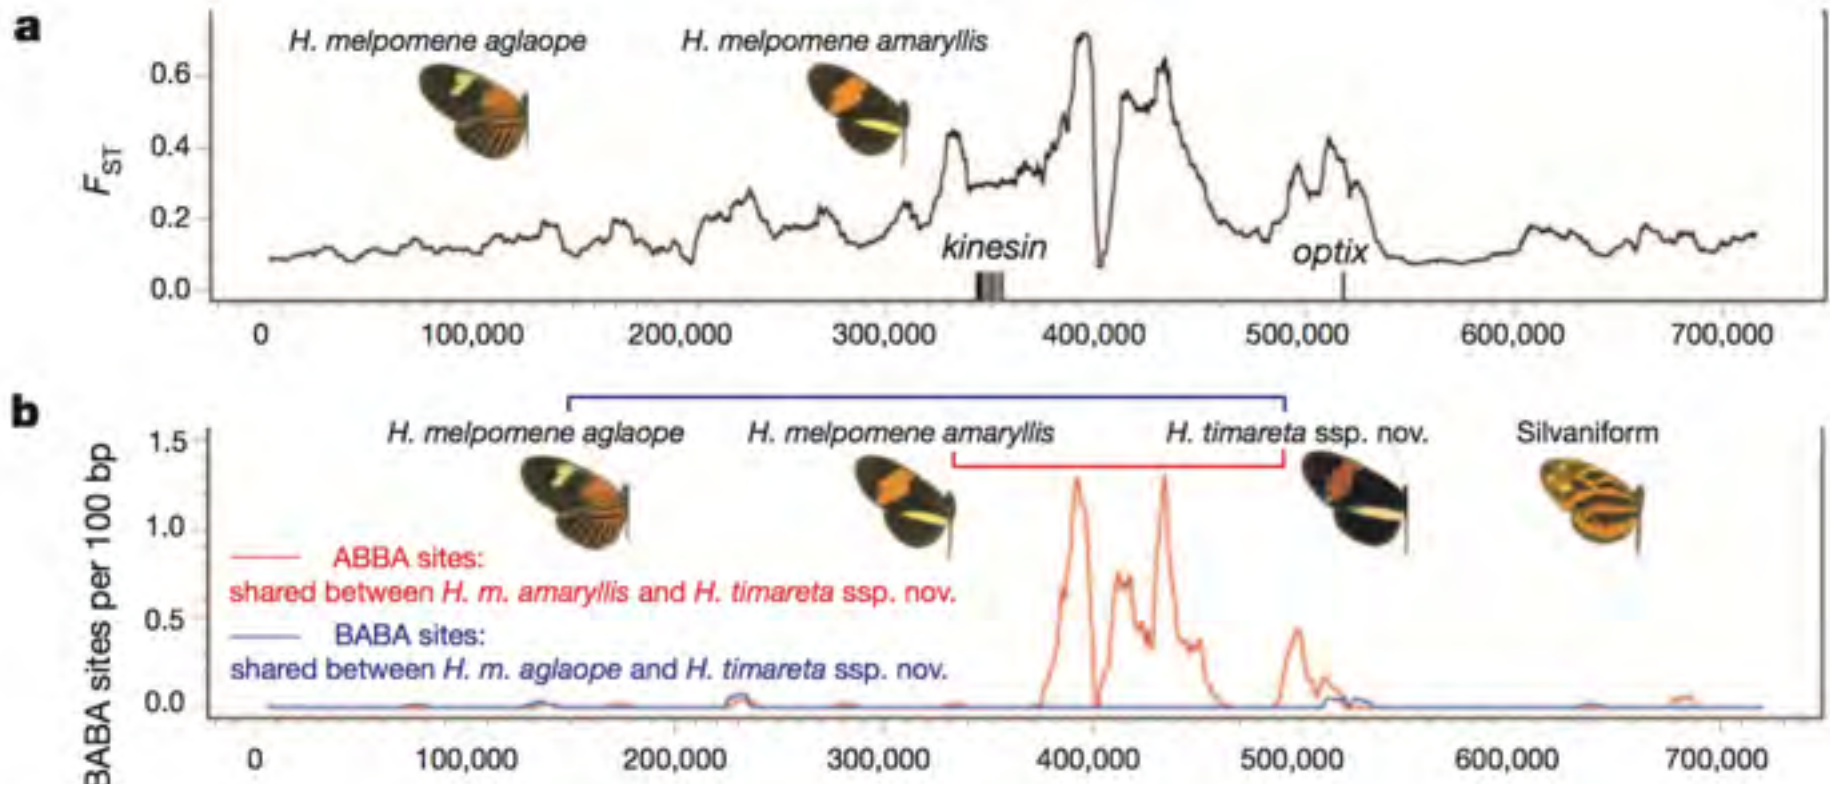 a
H. melpomene aglaope
H. melpomene amaryllis
0.6
0.4
0.2
0.0
FST
kinesin
optix
0 100,000 200,000 300,000 400,000 500,000 600,000 700,000
b
H. melpomene aglaope
H. melpomene amaryllis
H. timareta ssp. nov.
Silvaniform
1.5
1.0
0.5
0.0
BABA sites per 100 bp
ABBA sites:
shared between H. m. amaryllis and H. timareta ssp. nov.
BABA sites:
shared between H. m. aglaope and H. timareta ssp. nov.
0 100,000 200,000 300,000 400,000 500,000 600,000 700,000